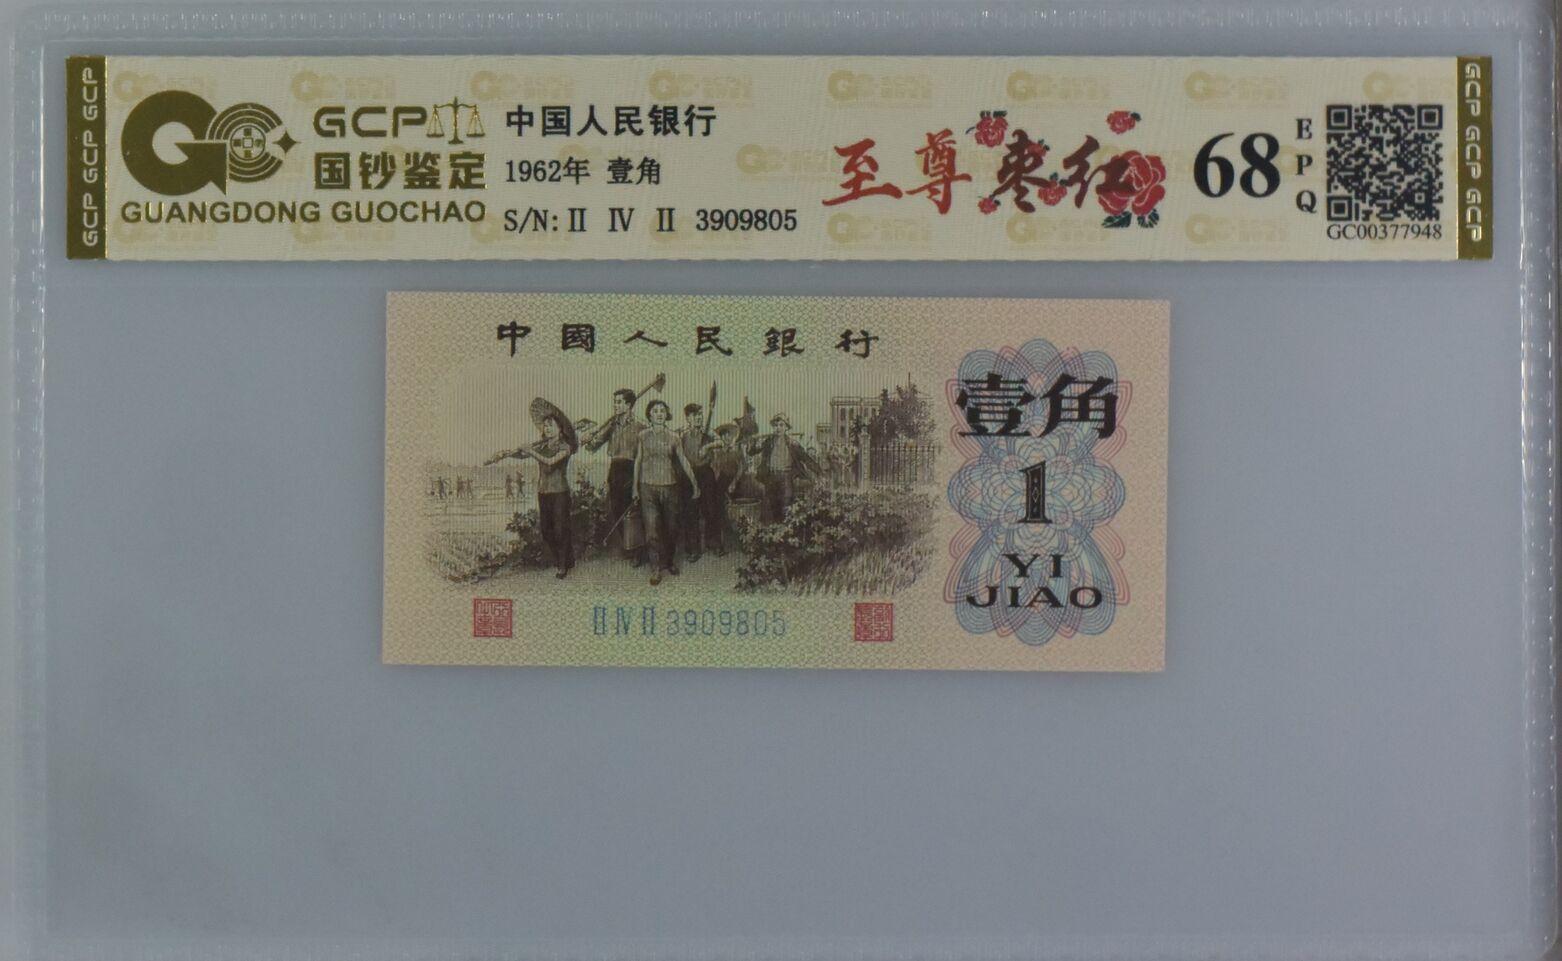 GCP GCP GCP
GCP
国钞鉴定
GUANGDONG GUOCHAO
中国人民银行
1962年 壹角
S/N: II IV II 3909805
至尊枣红
68
EPQ
GC00377948
GCP GCP GCP
中國人民銀行
壹角
1
YI
JIAO
II IV II 3909805